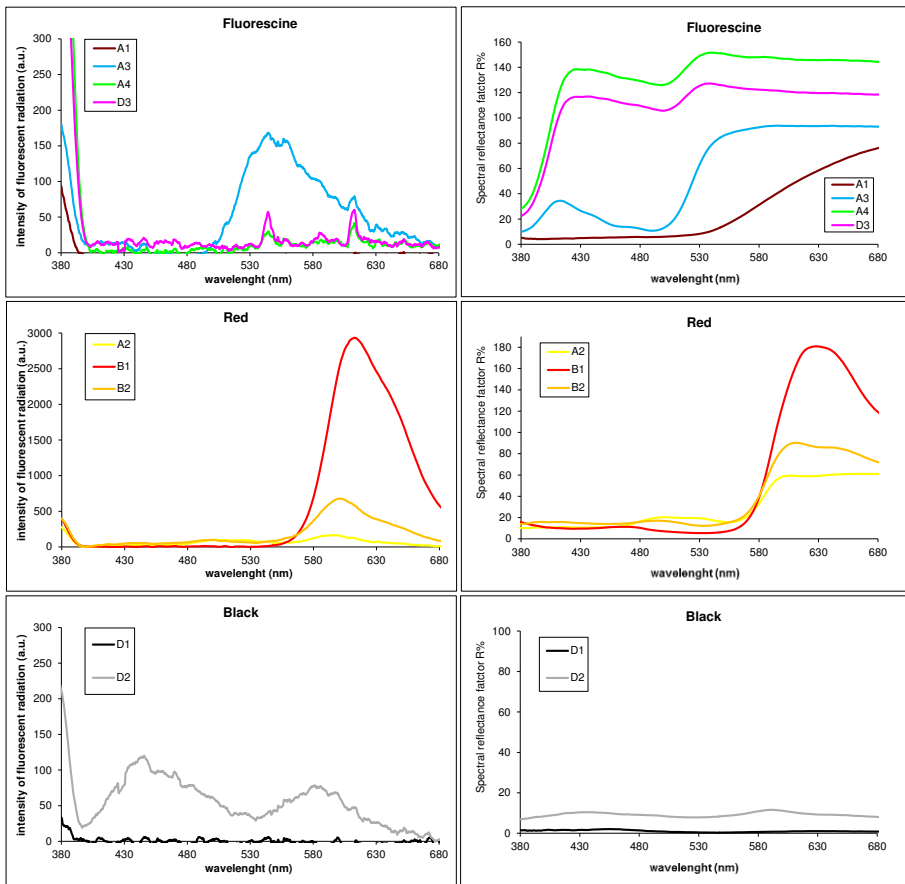 Fluorescine
intensity of fluorescent radiation (a.u.)
300
250
200
150
100
50
0
A1
A3
A4
D3
380 430 480 530 580 630 680
wavelenght (nm)
Fluorescine
Spectral reflectance fatctor R%
160
140
120
100
80
60
40
20
0
A1
A3
A4
D3
380 430 480 530 580 630 680
wavelenght (nm)
Red
intensity of fluorescent radiation (a.u.)
3000
2500
2000
1500
1000
500
0
A2
B1
B2
380 430 480 530 580 630 680
wavelenght (nm)
Red
Spectral reflectance fatctor R%
180
160
140
120
100
80
60
40
20
0
A2
B1
B2
380 430 480 530 580 630 680
wavelenght (nm)
Black
intensity of fluorescent radiation (a.u.)
300
250
200
150
100
50
0
D1
D2
380 430 480 530 580 630 680
wavelenght (nm)
Black
Spectral reflectance fatctor R%
100
80
60
40
20
0
D1
D2
380 430 480 530 580 630 680
wavelenght (nm)